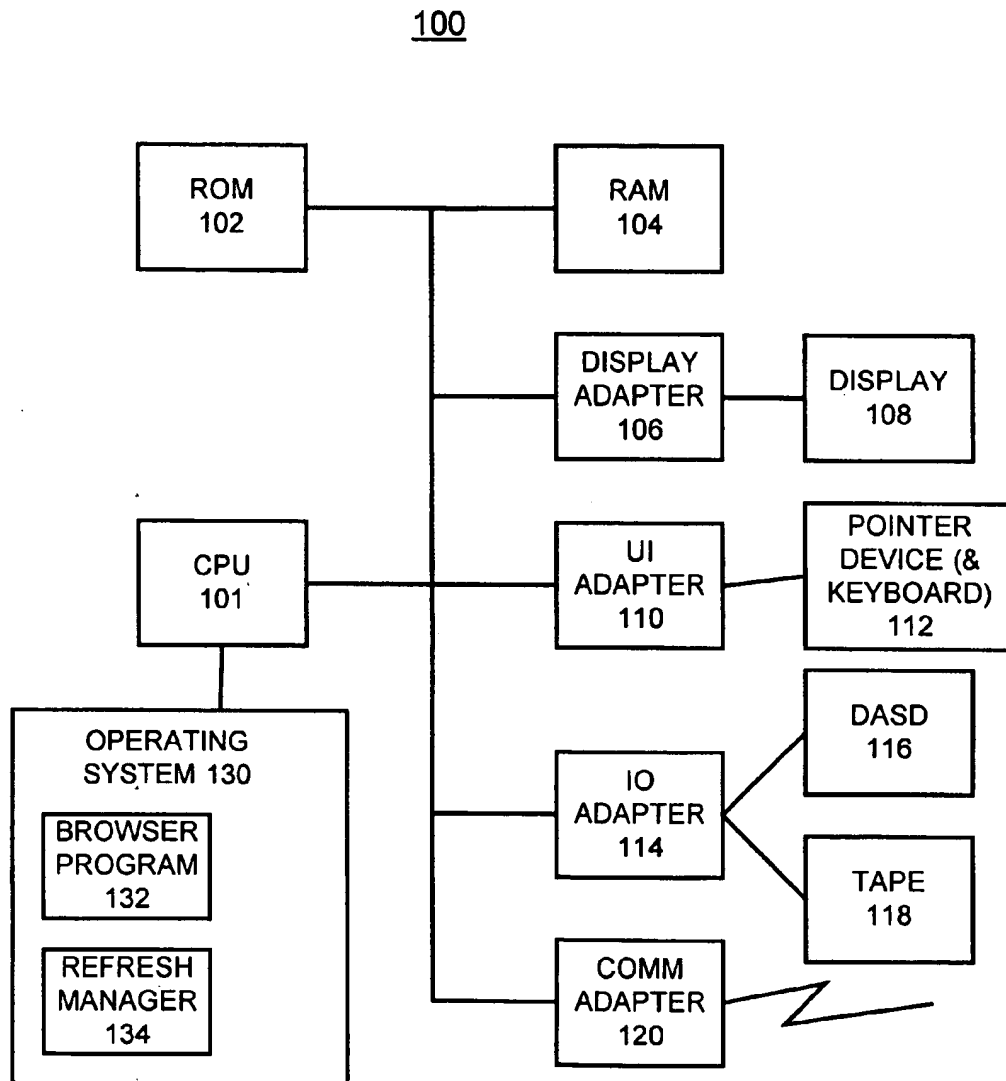 100
ROM
102
RAM
104
DISPLAY
ADAPTER
106
DISPLAY
108
CPU
101
UI
ADAPTER
110
POINTER
DEVICE (&
KEYBOARD)
112
OPERATING
SYSTEM 130
BROWSER
PROGRAM
132
REFRESH
MANAGER
134
IO
ADAPTER
114
DASD
116
TAPE
118
COMM
ADAPTER
120